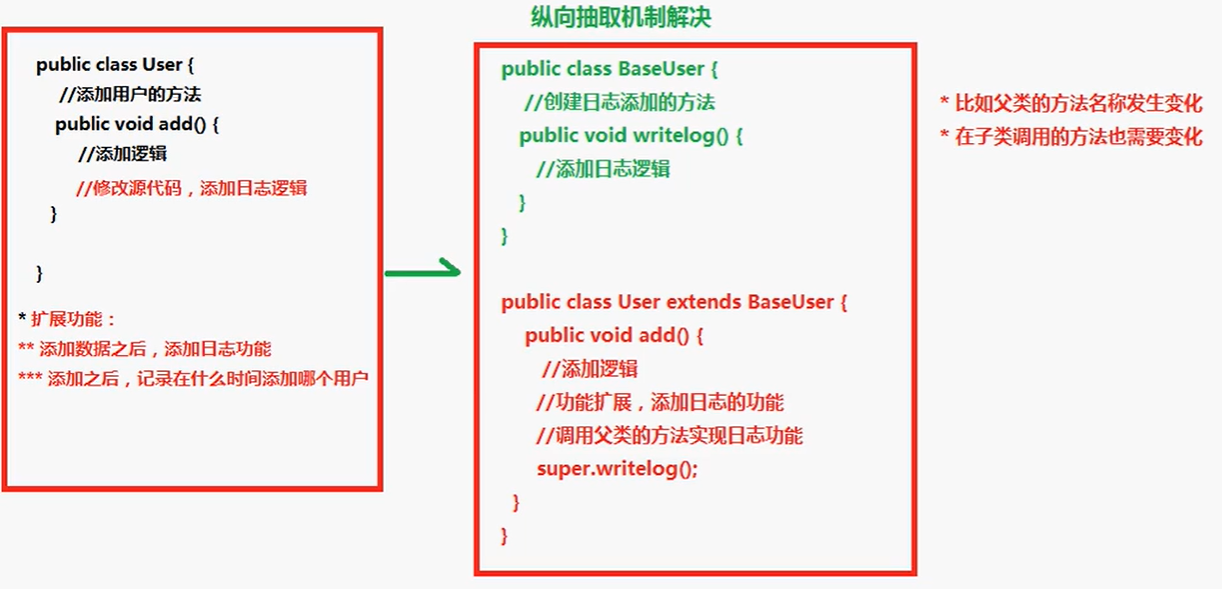 纵向抽取机制解决
public class User {
//添加用户的方法
public void add() {
//添加逻辑
//修改源代码，添加日志逻辑
}
}
* 扩展功能：
** 添加数据之后，添加日志功能
*** 添加之后，记录在什么时间添加哪个用户
public class BaseUser {
//创建日志添加的方法
public void writelog() {
//添加日志逻辑
}
}
public class User extends BaseUser {
public void add() {
//添加逻辑
//功能扩展，添加日志的功能
//调用父类的方法实现日志功能
super.writelog();
}
}
* 比如父类的方法名称发生变化
* 在子类调用的方法也需要变化